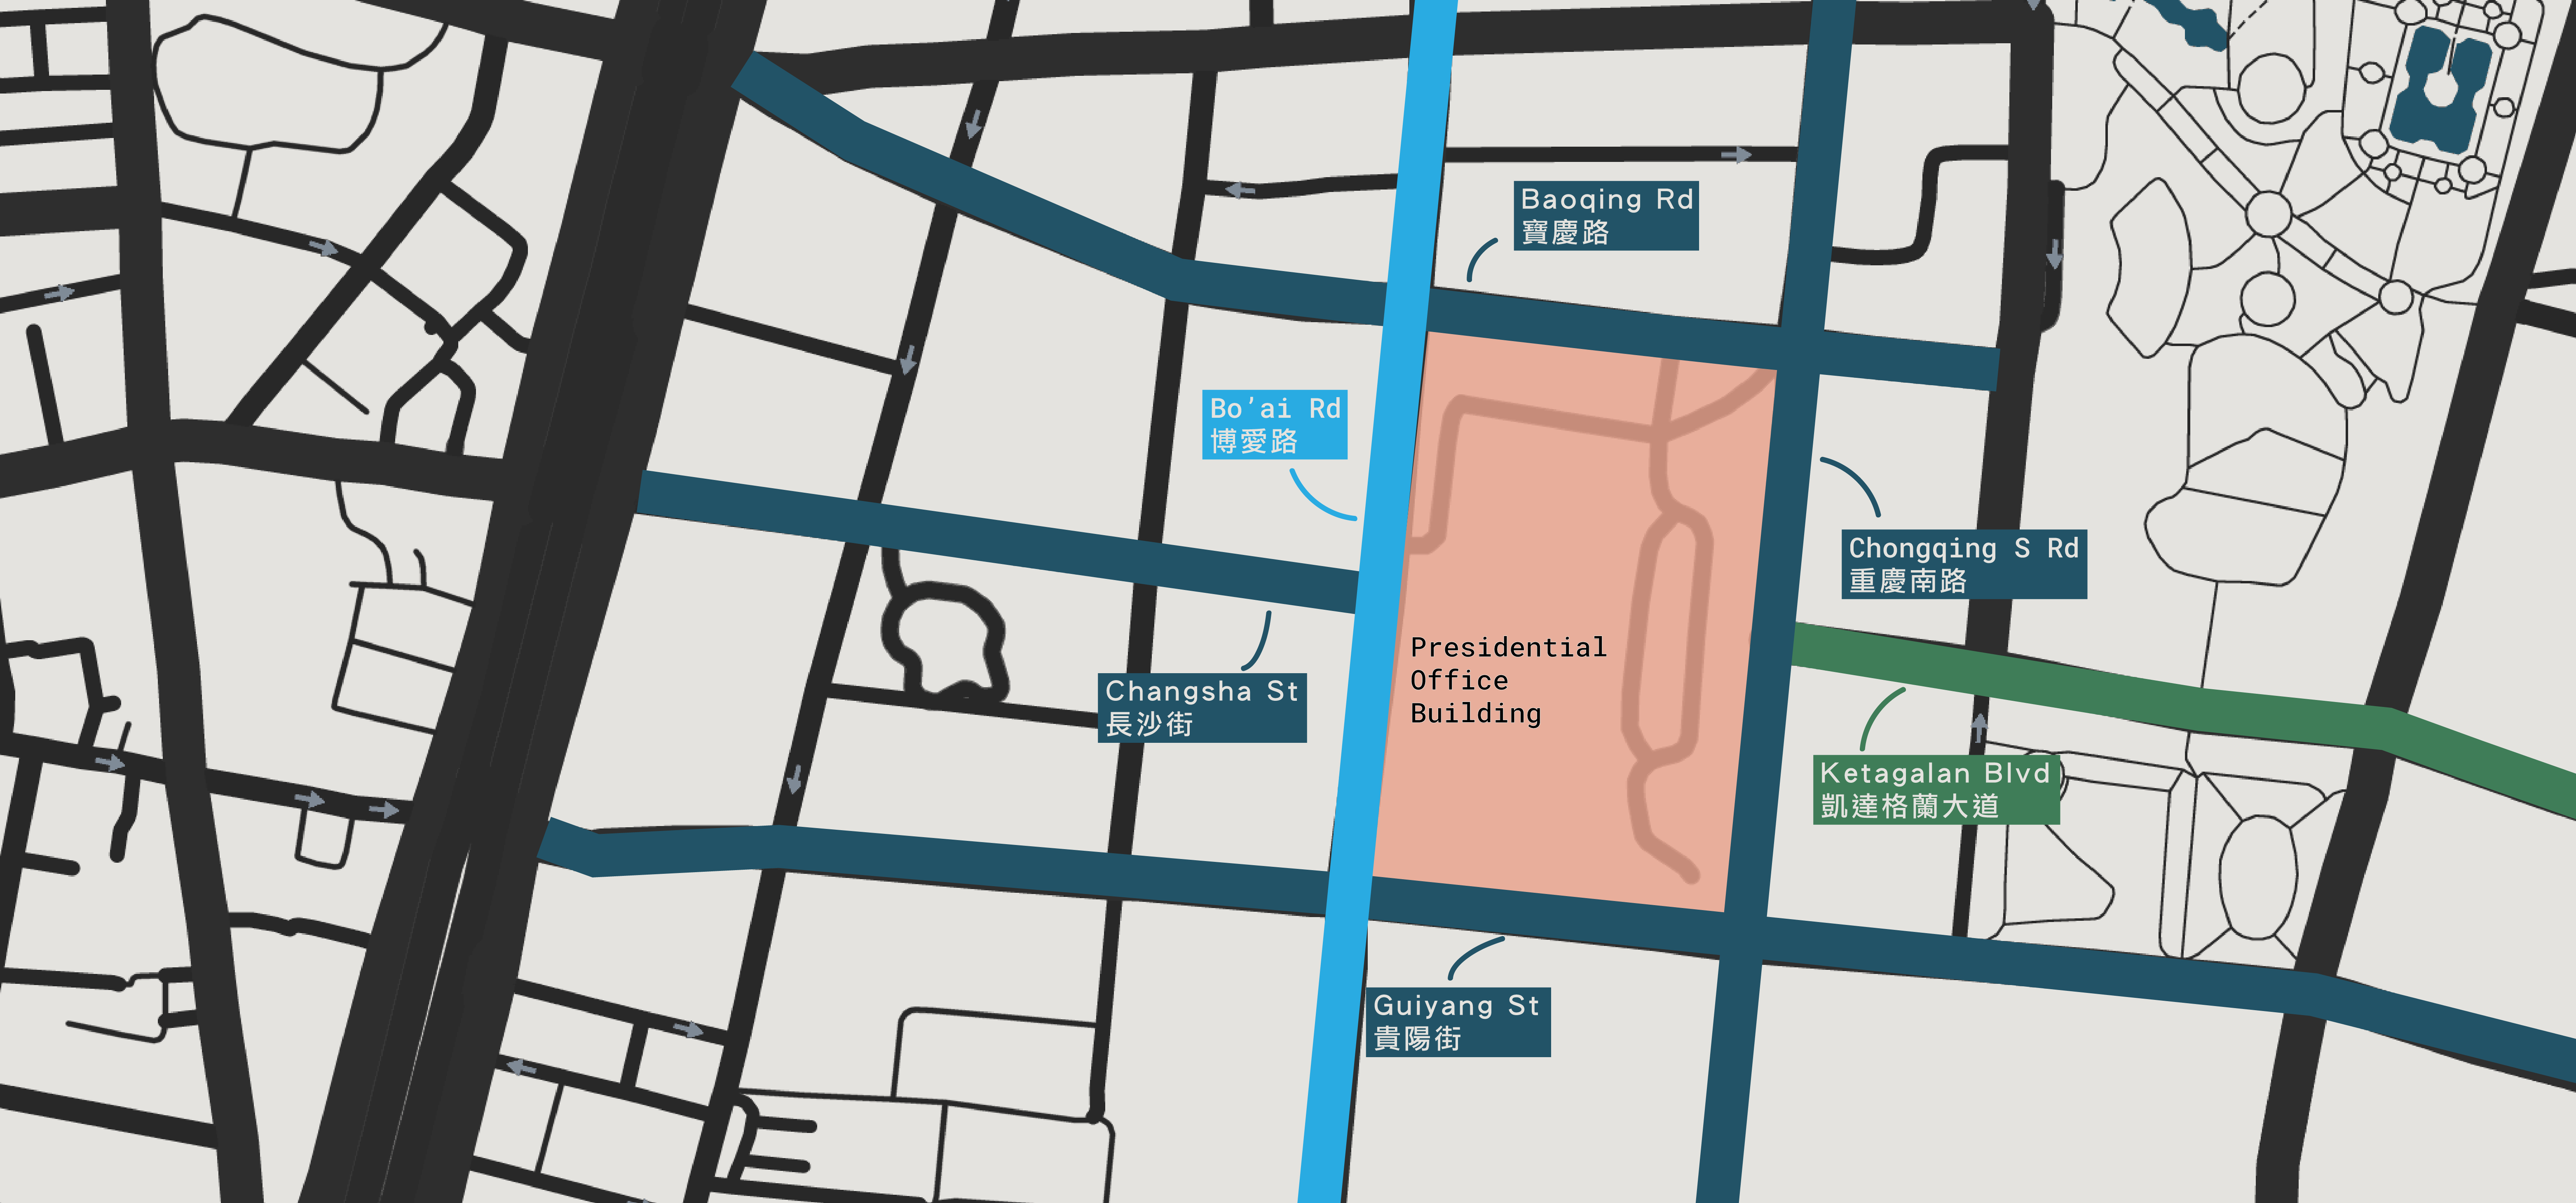 Baoqing Rd
寶慶路
Bo’ai Rd
博愛路
Chongqing S Rd
重慶南路
Presidential
Office
Building
Changsha St
長沙街
Ketagalan Blvd
凱達格蘭大道
Guiyang St
貴陽街